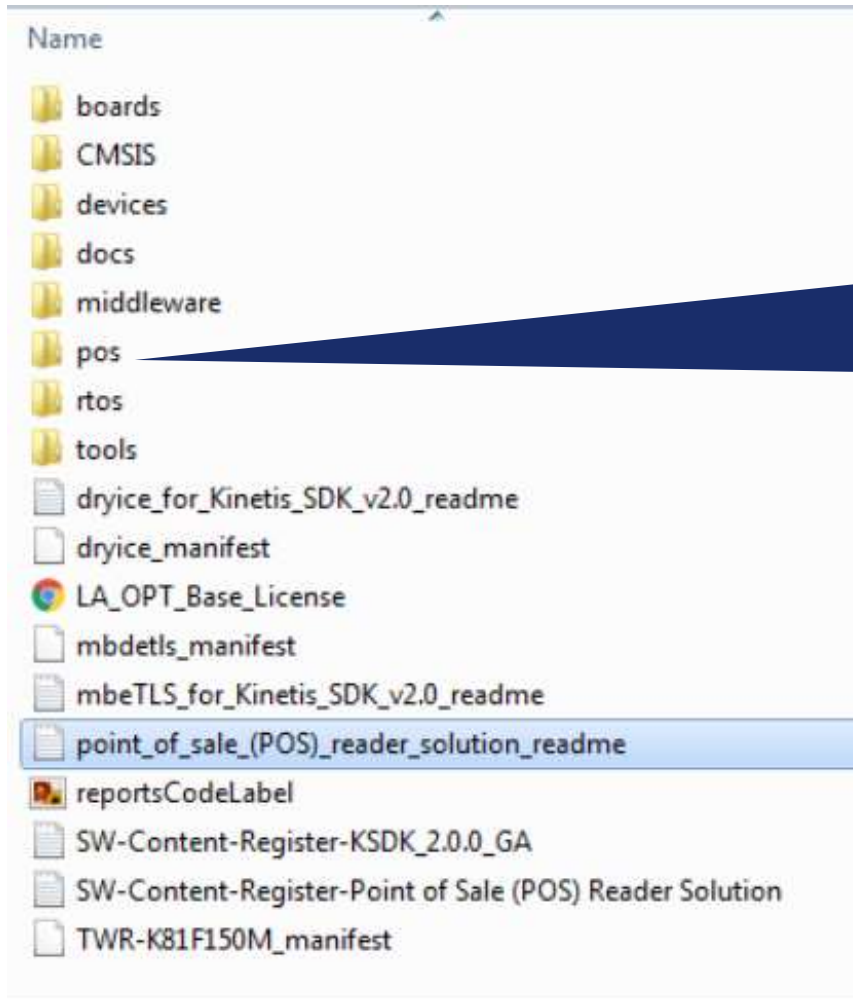 Name
boards
CMSIS
devices
docs
middleware
pos
rtos
tools
dryice_for_Kinetis_SDK_v2.0_readme
dryice_manifest
LA_OPT_Base_License
mbdetls_manifest
mbeTLS_for_Kinetis_SDK_v2.0_readme
point_of_sale_(POS)_reader_solution_readme
reportsCodeLabel
SW-Content-Register-KSDK_2.0.0_GA
SW-Content-Register-Point of Sale (POS) Reader Solution
TWR-K81F150M_manifest